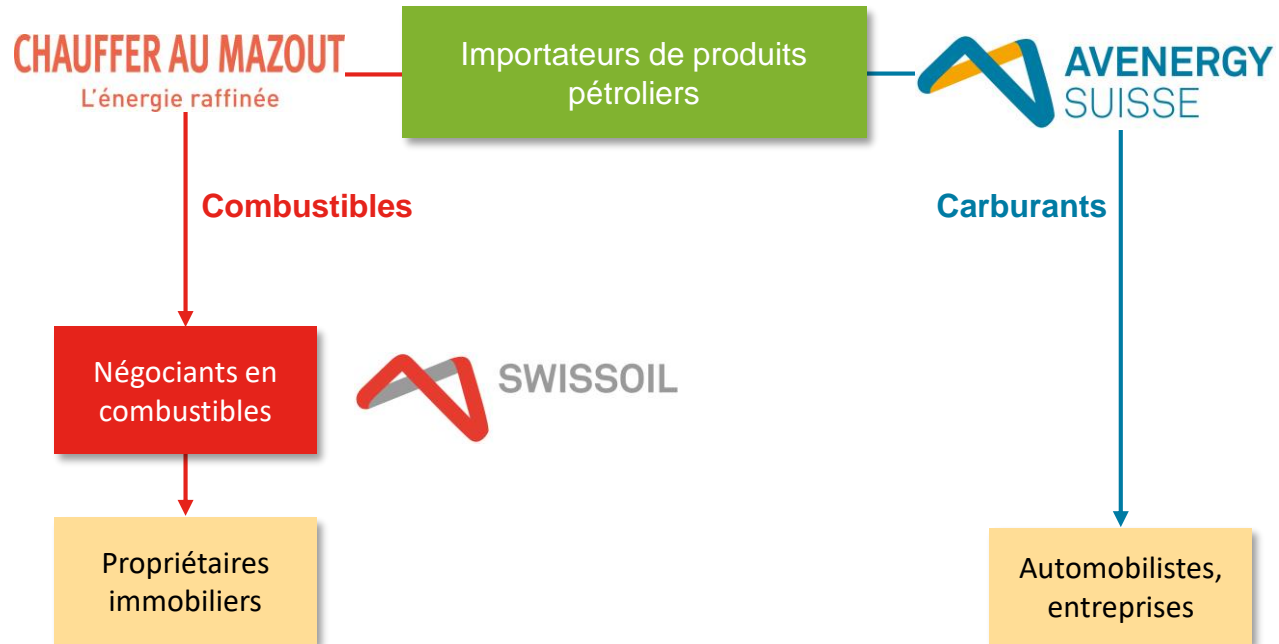 CHAUFFER AU MAZOUT
L'énergie raffinée
Importateurs de produits
pétroliers
AVENERGY
SUISSE
Combustibles
Carburants
Négociants en
combustibles
SWISSOIL
Propriétaires
immobiliers
Automobilistes,
entreprises